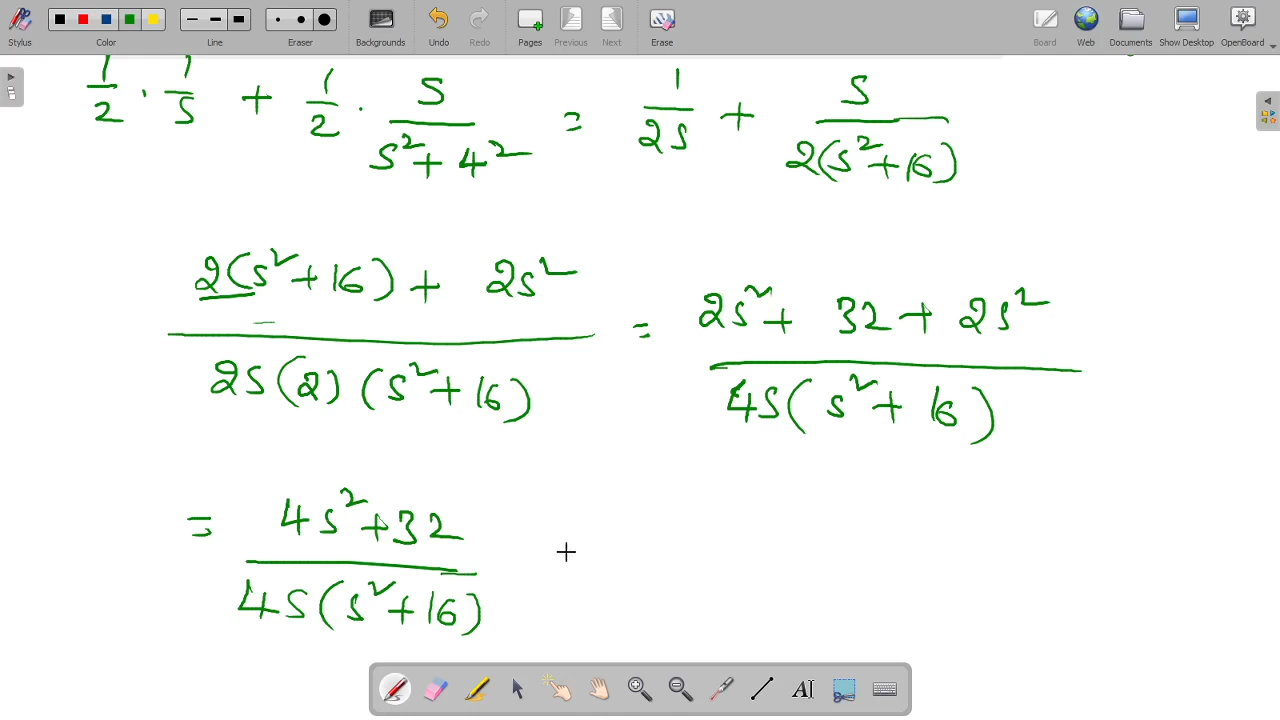 Stylus Color Line Eraser Backgrounds Undo Redo Pages Previous Next Erase Board Web Documents Show Desktop OpenBoard
1/2 · 1/s + 1/2 · s/(s²+4²) = 1/2s + s/2(s²+16)
2(s²+16) + 2s² / 2s(2)(s²+16) = 2s² + 32 + 2s² / 4s(s²+16)
= 4s²+32 / 4s(s²+16)